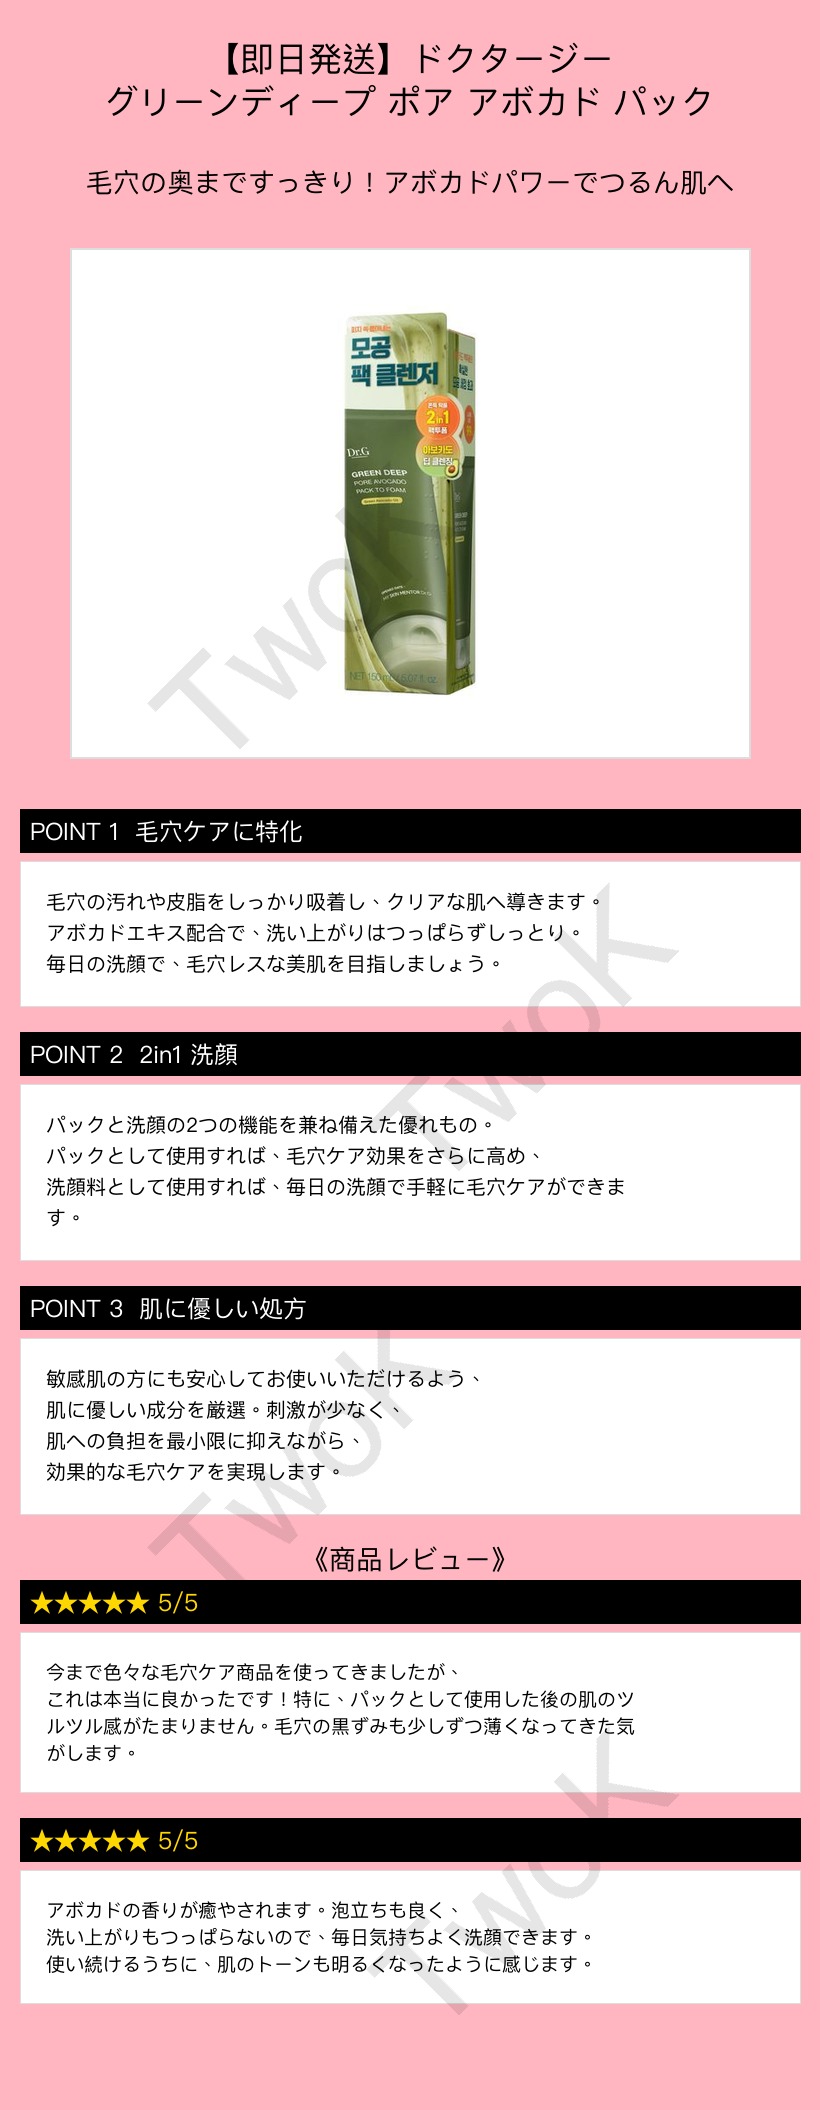 【即日発送】ドクタージー
グリーンディープ ポア アボカド パック
毛穴の奥まですっきり！アボカドパワーでつるん肌へ
모공
팩 클렌저
2in1
팩투폼
아보카도
딥 클렌징
Dr.G
GREEN DEEP
PORE AVOCADO
PACK TO FOAM
MY SKIN MENTOR Dr.G
NET 150 ml / 5.07 fl. oz.
TwoK
POINT 1 毛穴ケアに特化
毛穴の汚れや皮脂をしっかり吸着し、クリアな肌へ導きます。
アボカドエキス配合で、洗い上がりはつっぱらずしっとり。
毎日の洗顔で、毛穴レスな美肌を目指しましょう。
TwoK
POINT 2 2in1 洗顔
パックと洗顔の2つの機能を兼ね備えた優れもの。
パックとして使用すれば、毛穴ケア効果をさらに高め、
洗顔料として使用すれば、毎日の洗顔で手軽に毛穴ケアができま
す。
POINT 3 肌に優しい処方
敏感肌の方にも安心してお使いいただけるよう、
肌に優しい成分を厳選。刺激が少なく、
肌への負担を最小限に抑えながら、
効果的な毛穴ケアを実現します。
TwoK
《商品レビュー》
★★★★★ 5/5
今まで色々な毛穴ケア商品を使ってきましたが、
これは本当に良かったです！特に、パックとして使用した後の肌のツ
ルツル感がたまりません。毛穴の黒ずみも少しずつ薄くなってきた気
がします。
★★★★★ 5/5
アボカドの香りが癒やされます。泡立ちも良く、
洗い上がりもつっぱらないので、毎日気持ちよく洗顔できます。
使い続けるうちに、肌のトーンも明るくなったように感じます。
TwoK